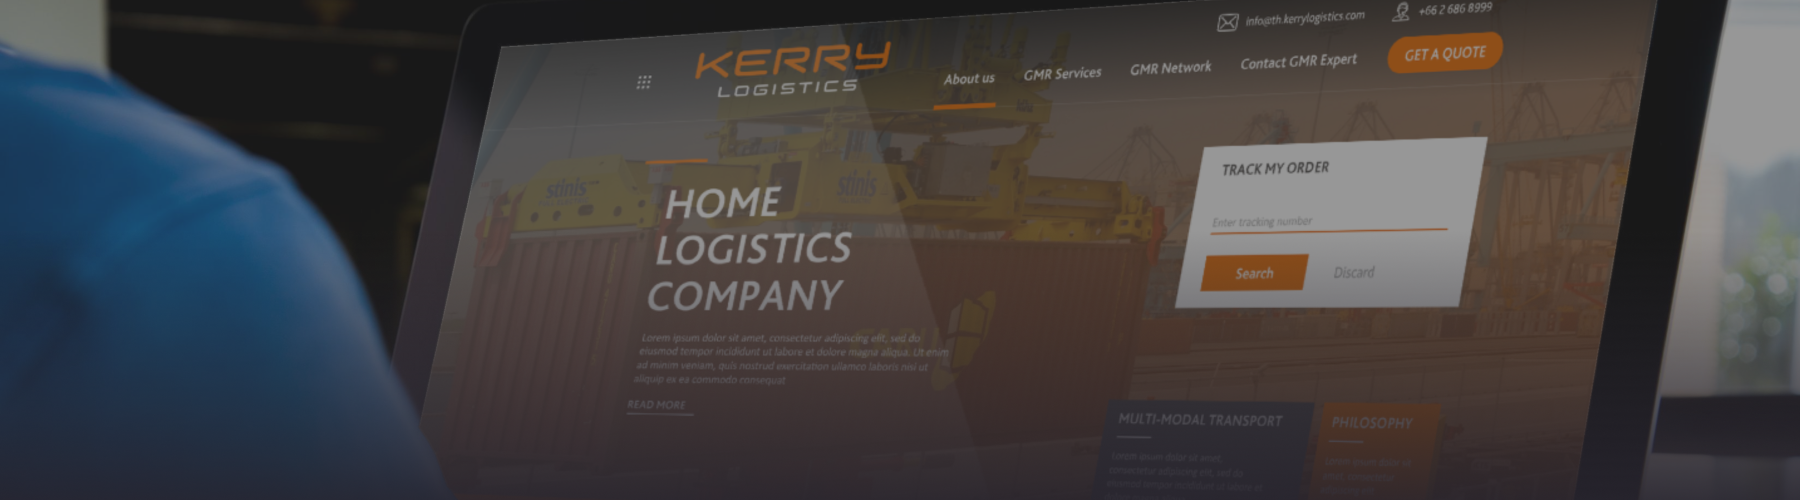 info@th.kerrylogistics.com
+66 2 686 8999
KERRY
LOGISTICS
About us
GMR Services
GMR Network
Contact GMR Expert
GET A QUOTE
HOME
LOGISTICS
COMPANY
Lorem ipsum dolor sit amet, consectetur adipiscing elit, sed do
eiusmod tempor incididunt ut labore et dolore magna aliqua. Ut enim
ad minim veniam, quis nostrud exercitation ullamco laboris nisi ut
aliquip ex ea commodo consequat
READ MORE
TRACK MY ORDER
Enter tracking number
Search
Discard
stinis
stinis
MULTI-MODAL TRANSPORT
Lorem ipsum dolor sit amet,
consectetur adipiscing elit, sed do
PHILOSOPHY